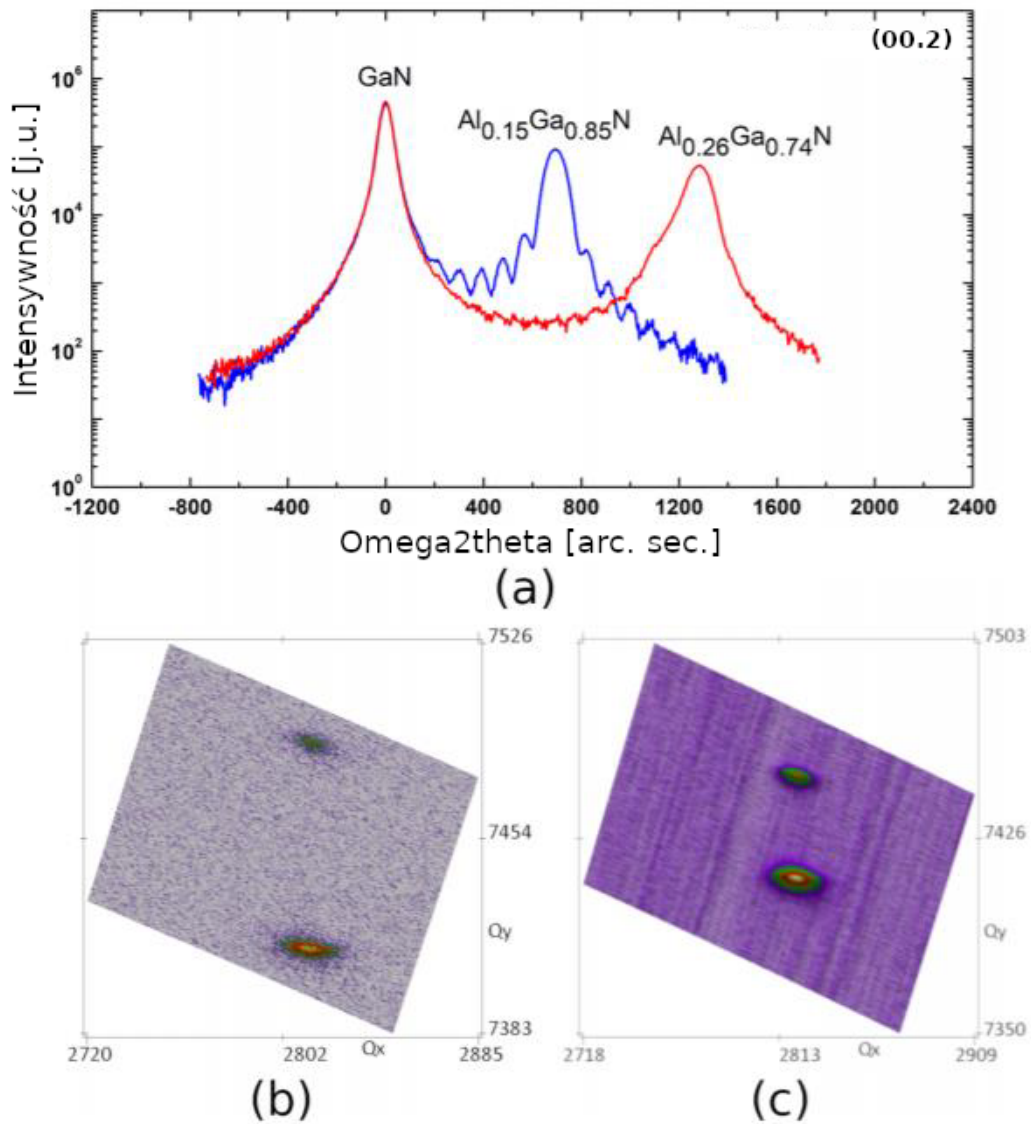 (00.2)
GaN
Al0.15Ga0.85N
Al0.26Ga0.74N
Intensywność [j.u.]
10^6
10^4
10^2
10^0
-1200 -800 -400 0 400 800 1200 1600 2000 2400
Omega2theta [arc. sec.]
(a)
7526
7454
Qy
7383
2720 2802 Qx 2885
(b)
7503
7426
Qy
7350
2718 2813 Qx 2909
(c)